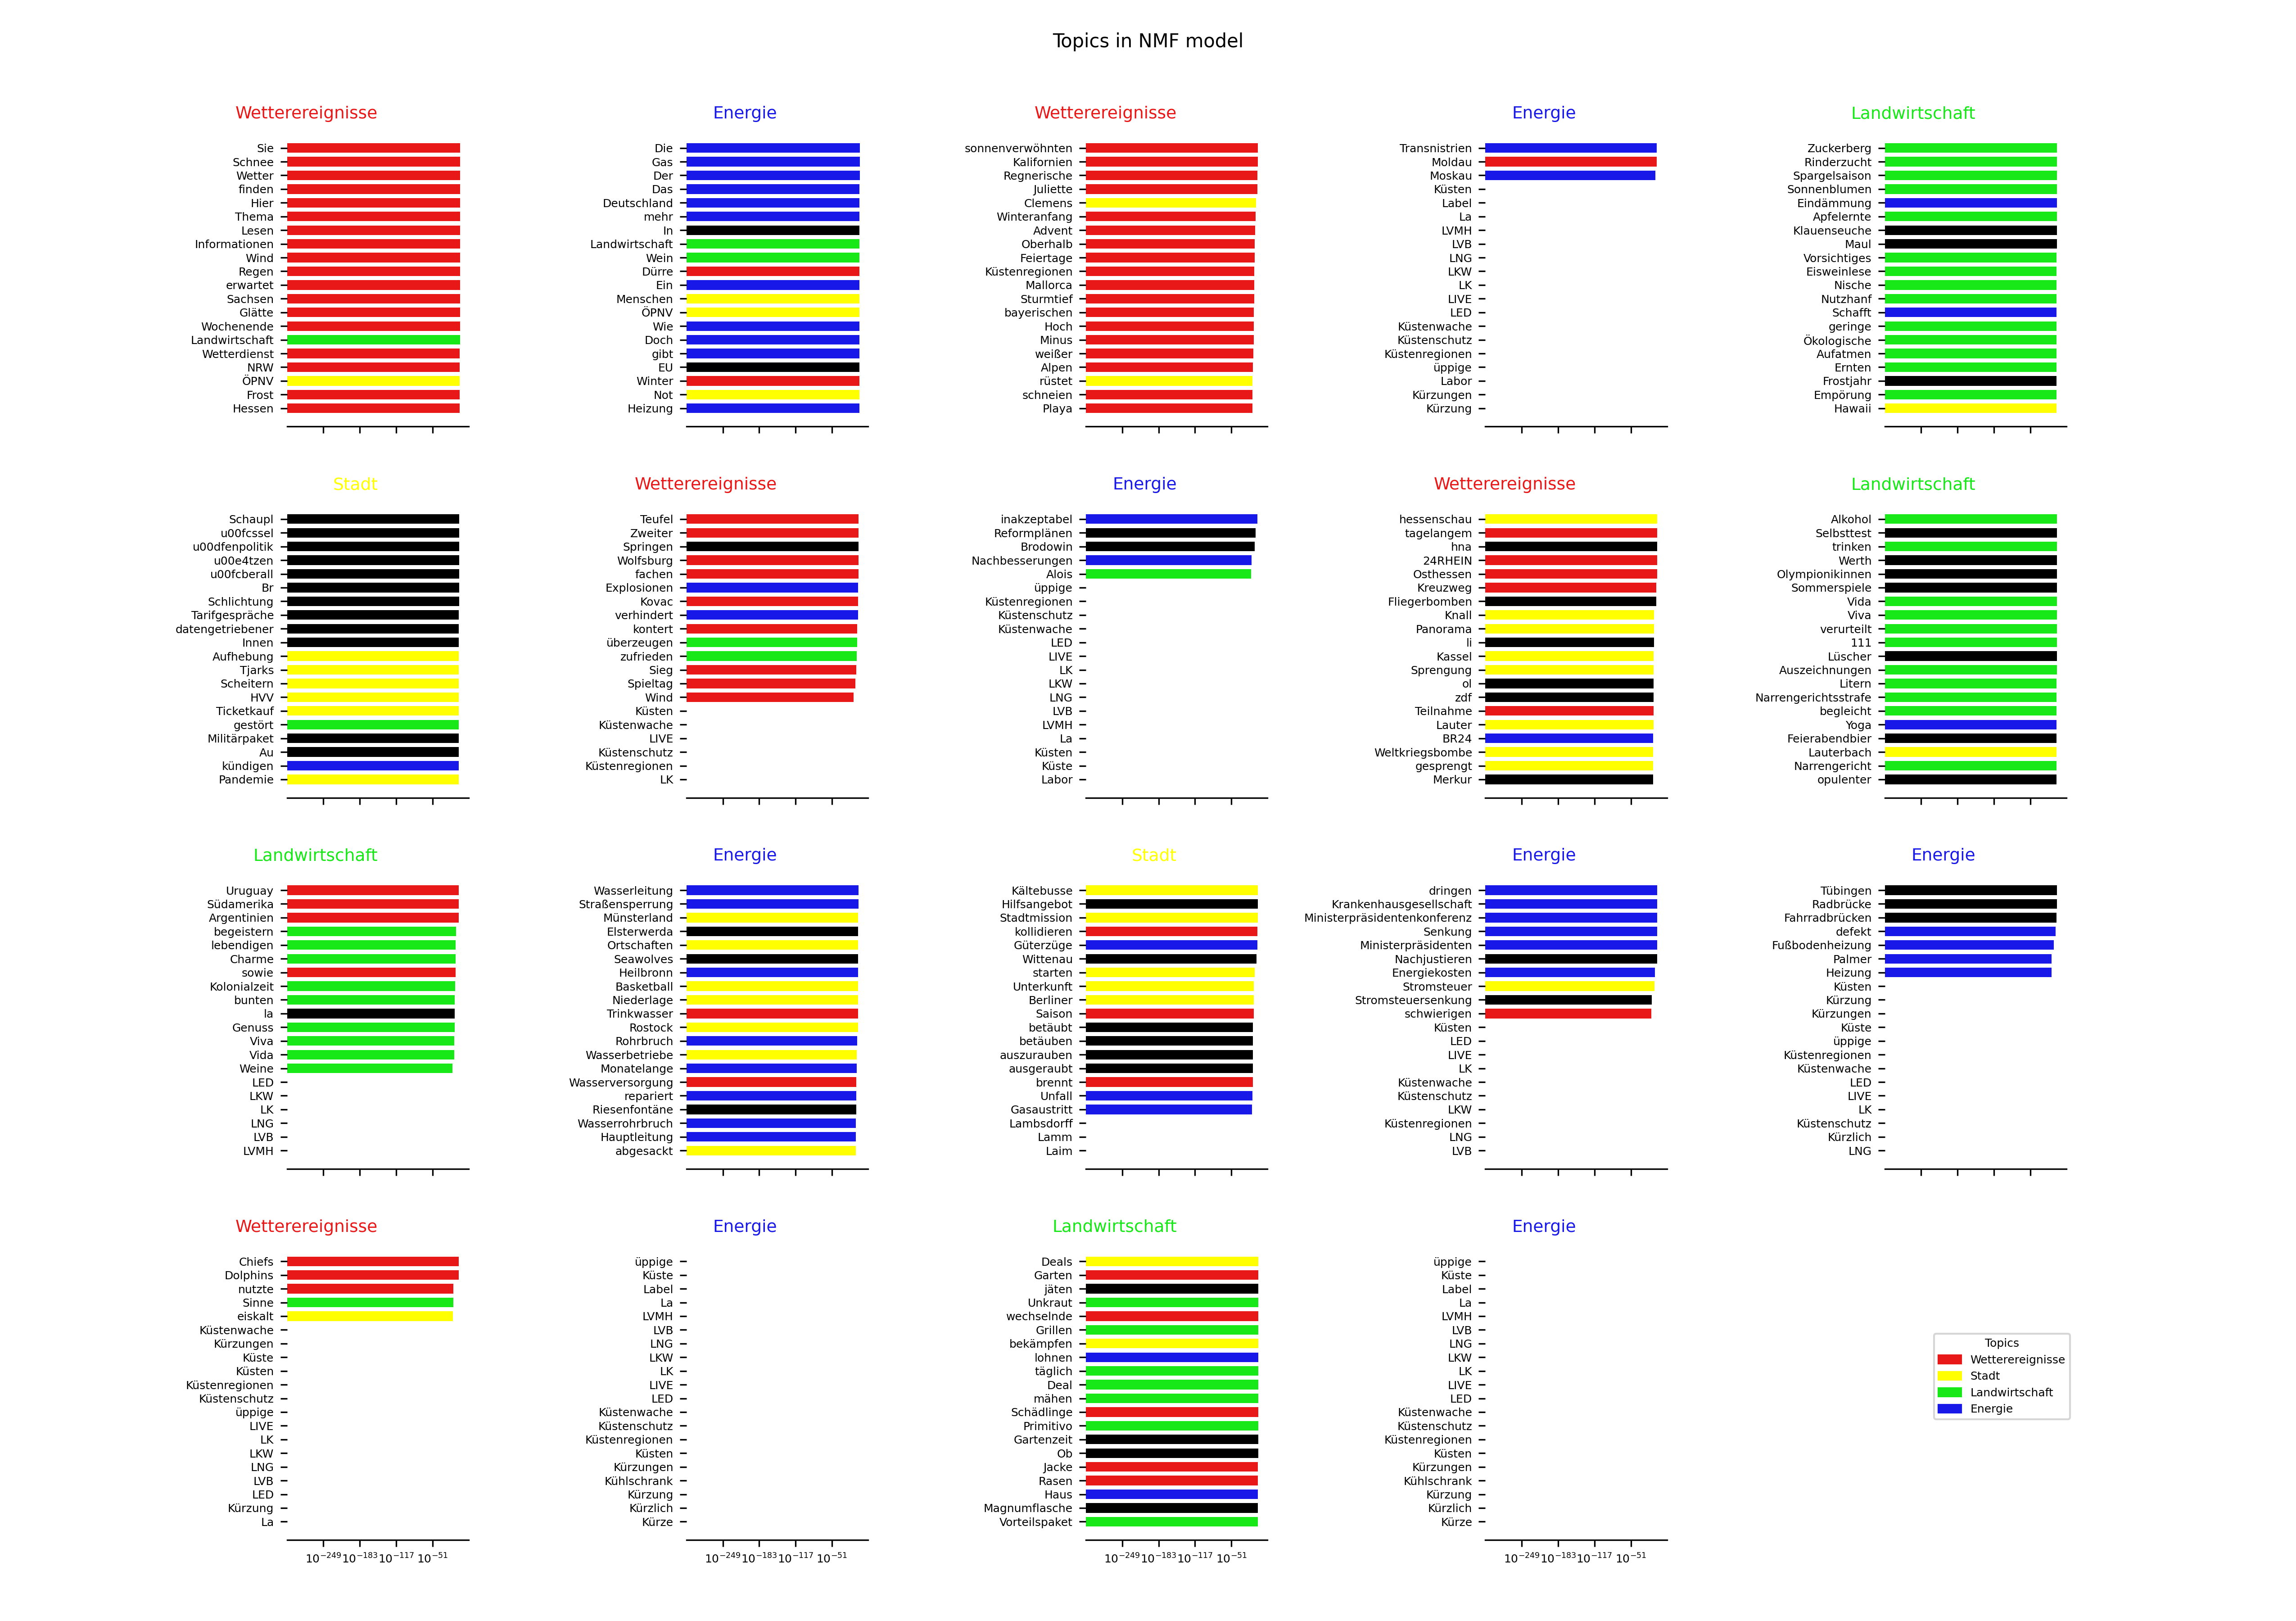 Topics in NMF model
Wetterereignisse
Sie
Schnee
Wetter
finden
Hier
Thema
Lesen
Informationen
Wind
Regen
erwartet
Sachsen
Glätte
Wochenende
Landwirtschaft
Wetterdienst
NRW
ÖPNV
Frost
Hessen
Energie
Die
Gas
Der
Das
Deutschland
mehr
In
Landwirtschaft
Wein
Dürre
Ein
Menschen
ÖPNV
Wie
Doch
gibt
EU
Winter
Not
Heizung
Wetterereignisse
sonnenverwöhnten
Kalifornien
Regnerische
Juliette
Clemens
Winteranfang
Advent
Oberhalb
Feiertage
Küstenregionen
Mallorca
Sturmtief
bayerischen
Hoch
Minus
weißer
Alpen
rüstet
schneien
Playa
Energie
Transnistrien
Moldau
Moskau
Küsten
Label
La
LVMH
LVB
LNG
LKW
LK
LIVE
LED
Küstenwache
Küstenschutz
Küstenregionen
üppige
Labor
Kürzungen
Kürzung
Landwirtschaft
Zuckerberg
Rinderzucht
Spargelsaison
Sonnenblumen
Eindämmung
Apfelernte
Klauenseuche
Maul
Vorsichtiges
Eisweinlese
Nische
Nutzhanf
Schafft
geringe
Ökologische
Aufatmen
Ernten
Frostjahr
Empörung
Hawaii
Stadt
Schaupl
u00fcssel
u00dfenpolitik
u00e4tzen
u00fcberall
Br
Schlichtung
Tarifgespräche
datengetriebener
Innen
Aufhebung
Tjarks
Scheitern
HVV
Ticketkauf
gestört
Militärpaket
Au
kündigen
Pandemie
Wetterereignisse
Teufel
Zweiter
Springen
Wolfsburg
fachen
Explosionen
Kovac
verhindert
kontert
überzeugen
zufrieden
Sieg
Spieltag
Wind
Küsten
Küstenwache
LIVE
Küstenschutz
Küstenregionen
LK
Energie
inakzeptabel
Reformplänen
Brodowin
Nachbesserungen
Alois
üppige
Küstenregionen
Küstenschutz
Küstenwache
LED
LIVE
LK
LKW
LNG
LVB
LVMH
La
Küsten
Küste
Labor
Wetterereignisse
hessenschau
tagelangem
hna
24RHEIN
Osthessen
Kreuzweg
Fliegerbomben
Knall
Panorama
li
Kassel
Sprengung
ol
zdf
Teilnahme
Lauter
BR24
Weltkriegsbombe
gesprengt
Merkur
Landwirtschaft
Alkohol
Selbsttest
trinken
Werth
Olympionikinnen
Sommerspiele
Vida
Viva
verurteilt
111
Lüscher
Auszeichnungen
Litern
Narrengerichtsstrafe
begleicht
Yoga
Feierabendbier
Lauterbach
Narrengericht
opulenter
Landwirtschaft
Uruguay
Südamerika
Argentinien
begeistern
lebendigen
Charme
sowie
Kolonialzeit
bunten
la
Genuss
Viva
Vida
Weine
LED
LKW
LK
LNG
LVB
LVMH
Energie
Wasserleitung
Straßensperrung
Münsterland
Elsterwerda
Ortschaften
Seawolves
Heilbronn
Basketball
Niederlage
Trinkwasser
Rostock
Rohrbruch
Wasserbetriebe
Monatelange
Wasserversorgung
repariert
Riesenfontäne
Wasserrohrbruch
Hauptleitung
abgesackt
Stadt
Kältebusse
Hilfsangebot
Stadtmission
kollidieren
Güterzüge
Wittenau
starten
Unterkunft
Berliner
Saison
betäubt
betäuben
auszurauben
ausgeraubt
brennt
Unfall
Gasaustritt
Lambsdorff
Lamm
Laim
Energie
dringen
Krankenhausgesellschaft
Ministerpräsidentenkonferenz
Senkung
Ministerpräsidenten
Nachjustieren
Energiekosten
Stromsteuer
Stromsteuersenkung
schwierigen
Küsten
LED
LIVE
LK
Küstenwache
Küstenschutz
LKW
Küstenregionen
LNG
LVB
Energie
Tübingen
Radbrücke
Fahrradbrücken
defekt
Fußbodenheizung
Palmer
Heizung
Küsten
Kürzung
Kürzungen
Küste
üppige
Küstenregionen
Küstenwache
LED
LIVE
LK
Küstenschutz
Kürzlich
LNG
Wetterereignisse
Chiefs
Dolphins
nutzte
Sinne
eiskalt
Küstenwache
Kürzungen
Küste
Küsten
Küstenregionen
Küstenschutz
üppige
LIVE
LK
LKW
LNG
LVB
LED
Kürzung
La
10^-249 10^-183 10^-117 10^-51
Energie
üppige
Küste
Label
La
LVMH
LVB
LNG
LKW
LK
LIVE
LED
Küstenwache
Küstenschutz
Küstenregionen
Küsten
Kürzungen
Kühlschrank
Kürzung
Kürzlich
Kürze
10^-249 10^-183 10^-117 10^-51
Landwirtschaft
Deals
Garten
jäten
Unkraut
wechselnde
Grillen
bekämpfen
lohnen
täglich
Deal
mähen
Schädlinge
Primitivo
Gartenzeit
Ob
Jacke
Rasen
Haus
Magnumflasche
Vorteilspaket
10^-249 10^-183 10^-117 10^-51
Energie
üppige
Küste
Label
La
LVMH
LVB
LNG
LKW
LK
LIVE
LED
Küstenwache
Küstenschutz
Küstenregionen
Küsten
Kürzungen
Kühlschrank
Kürzung
Kürzlich
Kürze
10^-249 10^-183 10^-117 10^-51
Topics
Wetterereignisse
Stadt
Landwirtschaft
Energie